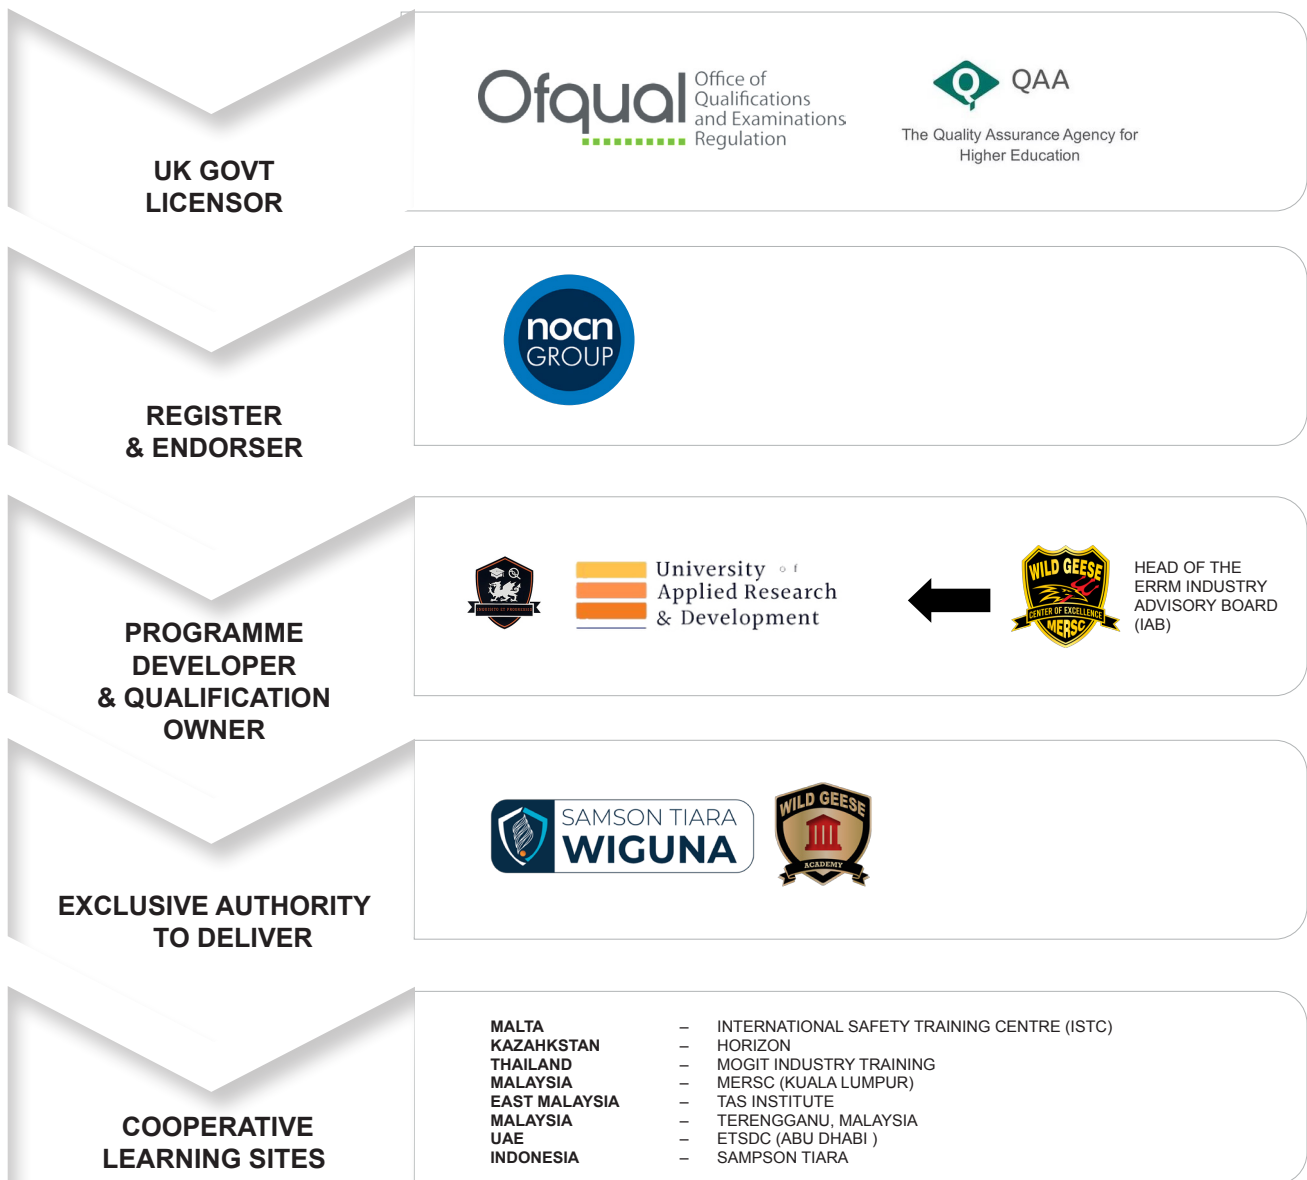 UK GOVT
LICENSOR
Ofqual
Office of
Qualifications
and Examinations
Regulation
Q QAA
The Quality Assurance Agency for
Higher Education
REGISTER
& ENDORSER
nocn
GROUP
PROGRAMME
DEVELOPER
& QUALIFICATION
OWNER
University of
Applied Research
& Development
WILD GEESE
CENTER OF EXCELLENCE
MERSC
HEAD OF THE
ERRM INDUSTRY
ADVISORY BOARD
(IAB)
EXCLUSIVE AUTHORITY
TO DELIVER
SAMSON TIARA
WIGUNA
WILD GEESE
ACADEMY
COOPERATIVE
LEARNING SITES
MALTA – INTERNATIONAL SAFETY TRAINING CENTRE (ISTC)
KAZAHKSTAN – HORIZON
THAILAND – MOGIT INDUSTRY TRAINING
MALAYSIA – MERSC (KUALA LUMPUR)
EAST MALAYSIA – TAS INSTITUTE
MALAYSIA – TERENGGANU, MALAYSIA
UAE – ETSDC (ABU DHABI )
INDONESIA – SAMPSON TIARA